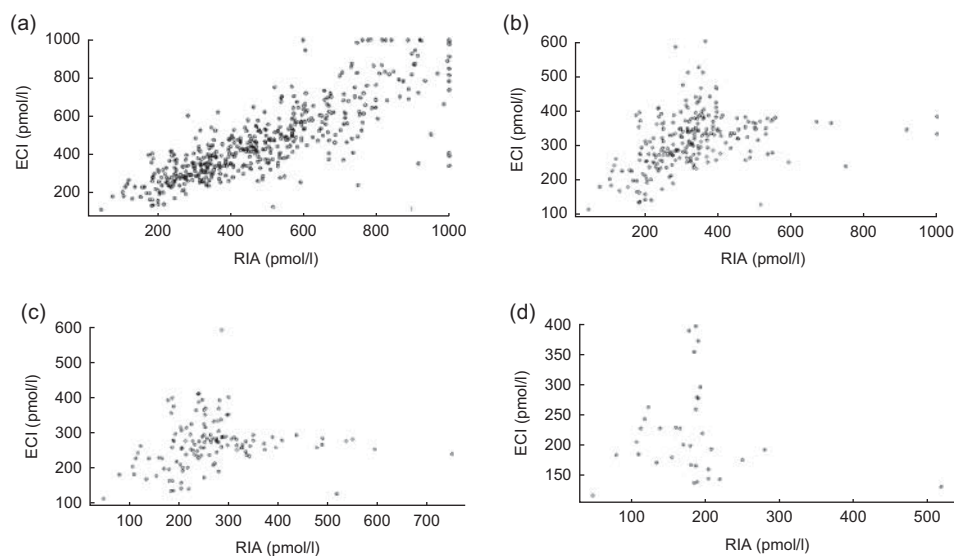 (a)
1000
800
600
400
200
ECI (pmol/l)
200 400 600 800 1000
RIA (pmol/l)
(b)
600
500
400
300
200
100
ECI (pmol/l)
200 400 600 800 1000
RIA (pmol/l)
(c)
600
500
400
300
200
100
ECI (pmol/l)
100 200 300 400 500 600 700
RIA (pmol/l)
(d)
400
350
300
250
200
150
ECI (pmol/l)
100 200 300 400 500
RIA (pmol/l)